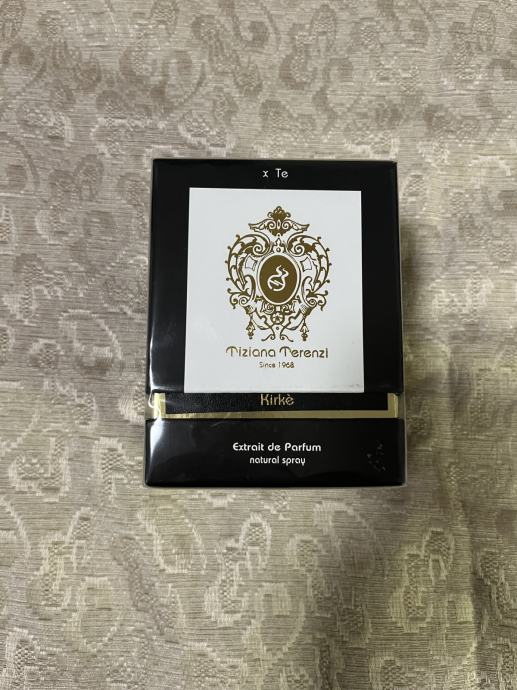 x Te
Tiziana Terenzi
Since 1968
Kirkè
Extrait de Parfum
natural spray